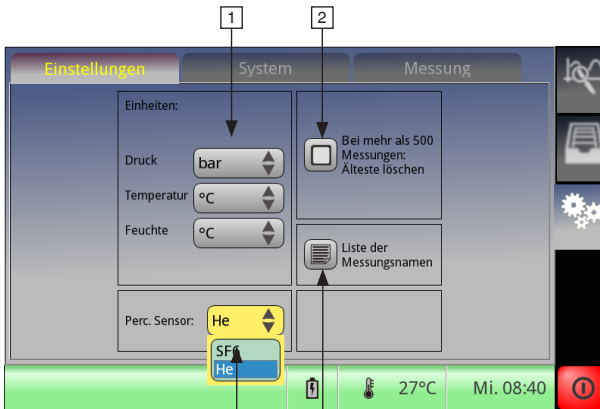 1
2
Einstellungen
System
Messung
Einheiten:
Druck
bar
Temperatur
°C
Feuchte
°C
Bei mehr als 500
Messungen:
Älteste löschen
Liste der
Messungsnamen
Perc. Sensor:
He
SF6
He
27°C
Mi. 08:40